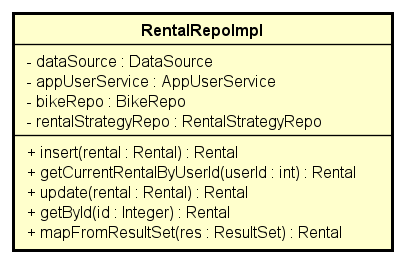 RentalRepoImpl
- dataSource : DataSource
- appUserService : AppUserService
- bikeRepo : BikeRepo
- rentalStrategyRepo : RentalStrategyRepo
+ insert(rental : Rental) : Rental
+ getCurrentRentalByUserId(userId : int) : Rental
+ update(rental : Rental) : Rental
+ getById(id : Integer) : Rental
+ mapFromResultSet(res : ResultSet) : Rental